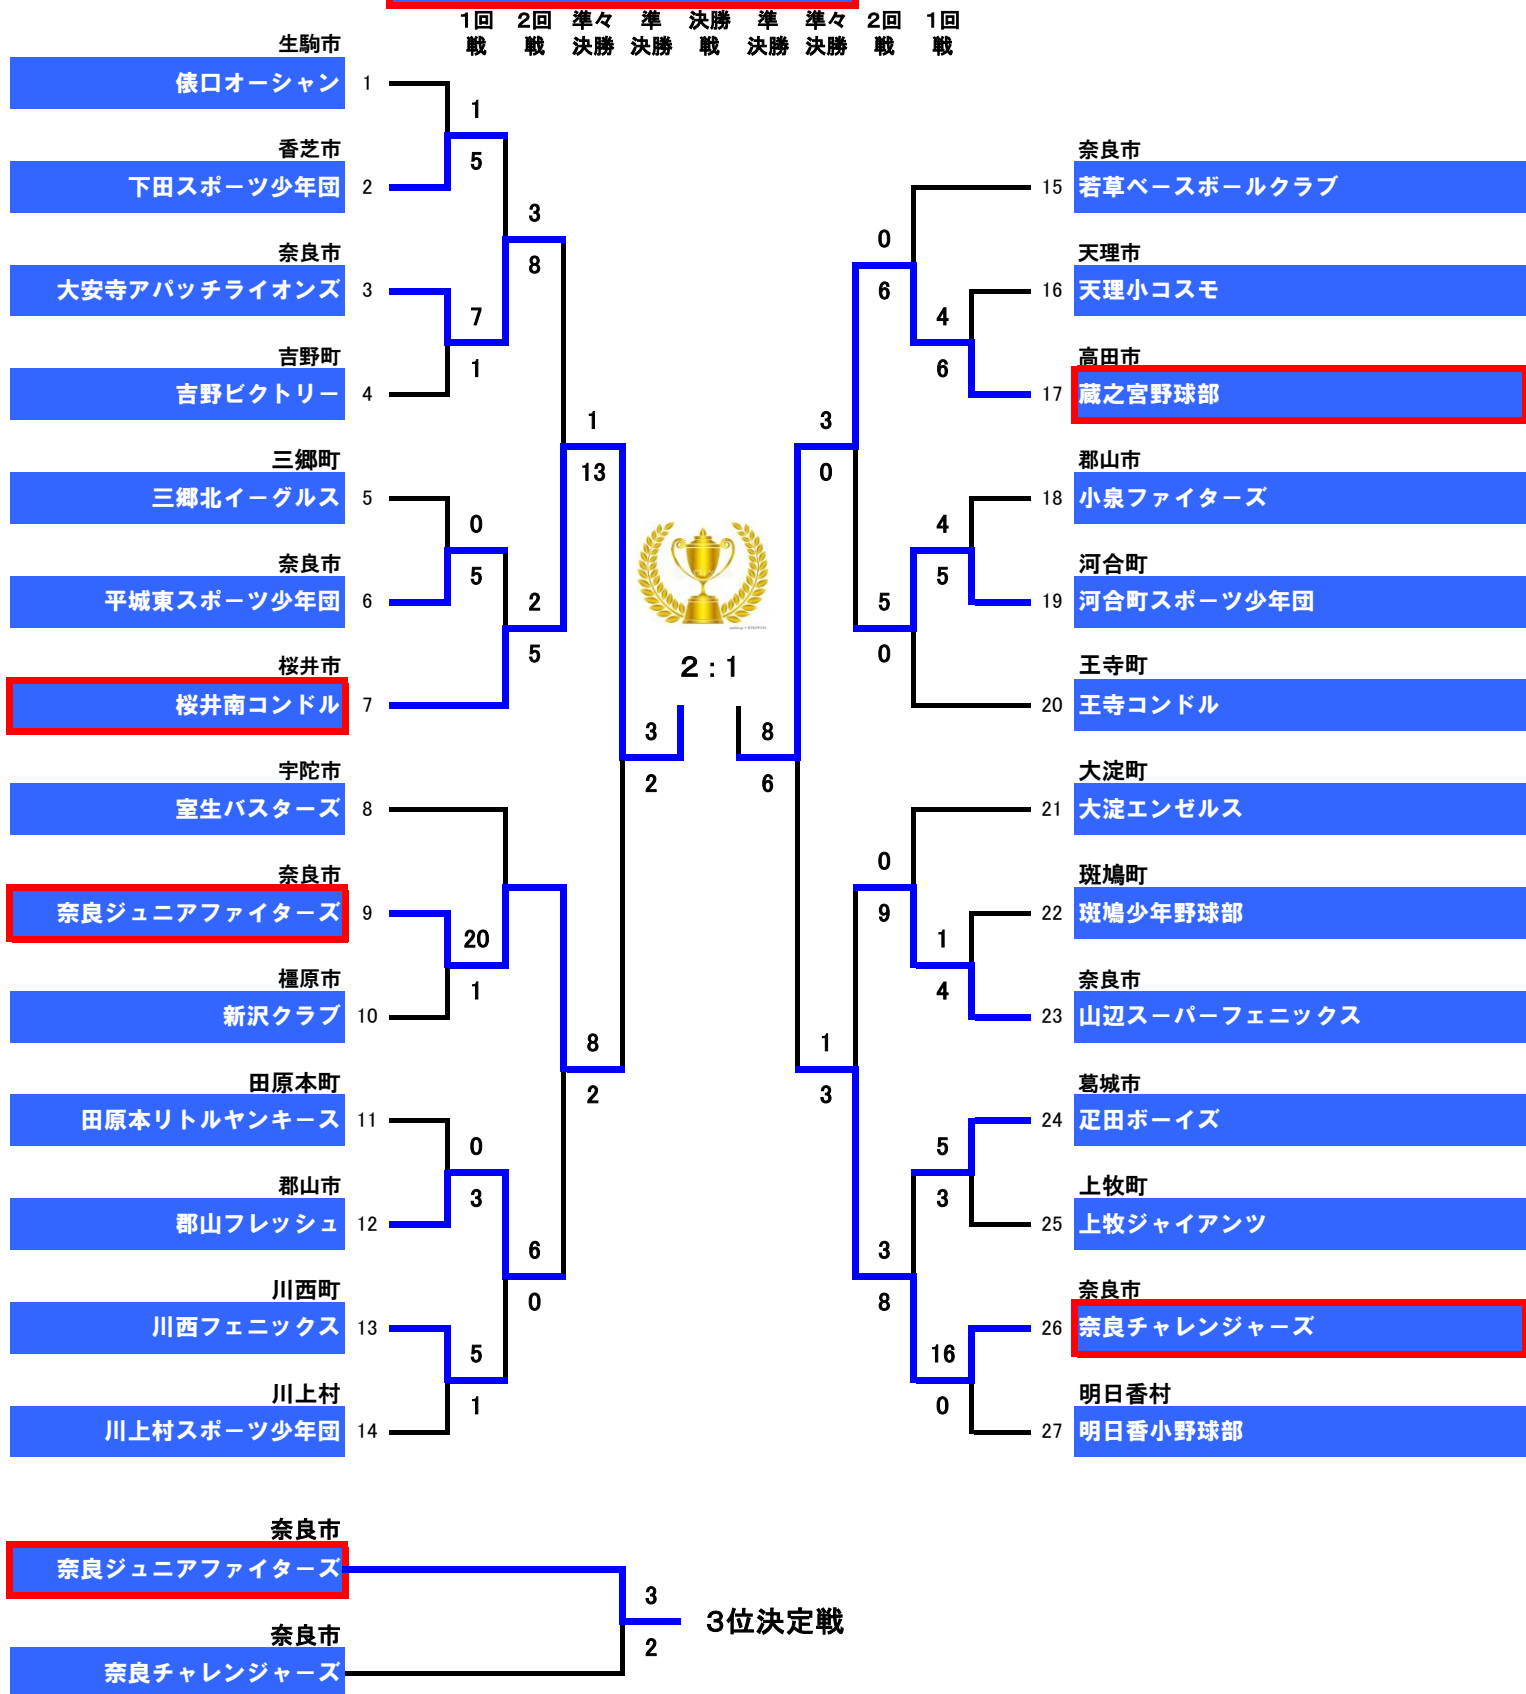 1回戦 2回戦 準々決勝 準決勝 決勝戦 準決勝 準々決勝 2回戦 1回戦
生駒市
俵口オーシャン 1
香芝市
下田スポーツ少年団 2
奈良市
大安寺アパッチライオンズ 3
吉野町
吉野ビクトリー 4
三郷町
三郷北イーグルス 5
奈良市
平城東スポーツ少年団 6
桜井市
桜井南コンドル 7
宇陀市
室生バスターズ 8
奈良市
奈良ジュニアファイターズ 9
橿原市
新沢クラブ 10
田原本町
田原本リトルヤンキース 11
郡山市
郡山フレッシュ 12
川西町
川西フェニックス 13
川上村
川上村スポーツ少年団 14
1
5
7
1
0
5
20
1
0
3
5
1
3
8
2
5
6
0
1
13
8
2
3
2
2：1
8
6
3
0
1
3
0
6
5
0
0
9
3
8
4
6
4
5
1
4
5
3
16
0
奈良市
15 若草ベースボールクラブ
天理市
16 天理小コスモ
高田市
17 蔵之宮野球部
郡山市
18 小泉ファイターズ
河合町
19 河合町スポーツ少年団
王寺町
20 王寺コンドル
大淀町
21 大淀エンゼルス
斑鳩町
22 斑鳩少年野球部
奈良市
23 山辺スーパーフェニックス
葛城市
24 疋田ボーイズ
上牧町
25 上牧ジャイアンツ
奈良市
26 奈良チャレンジャーズ
明日香村
27 明日香小野球部
奈良市
奈良ジュニアファイターズ
3
3位決定戦
2
奈良市
奈良チャレンジャーズ